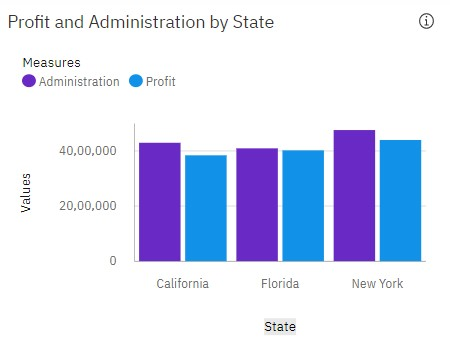 Profit and Administration by State
Measures
Administration Profit
40,00,000
20,00,000
0
Values
California Florida New York
State